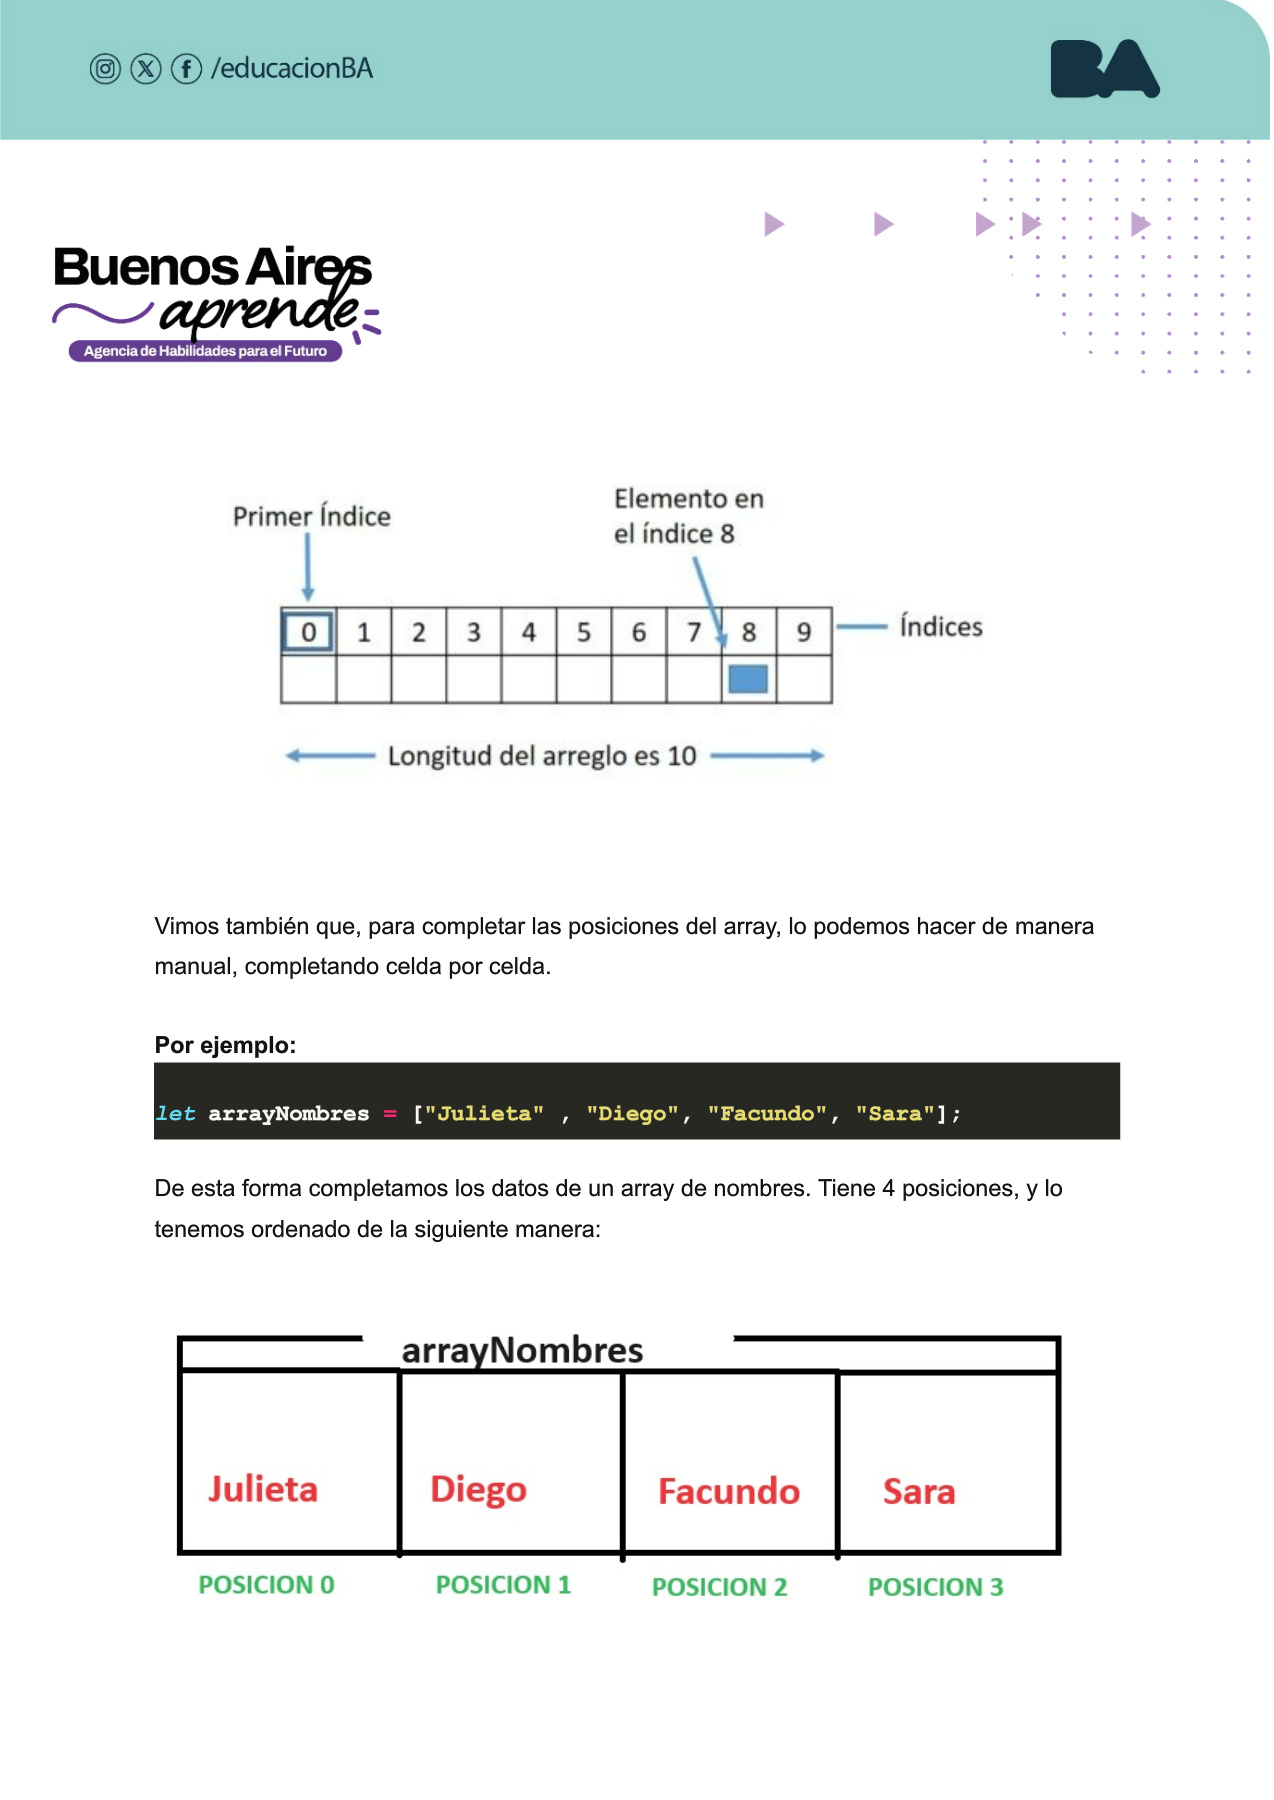 /educacionBA
BA
Buenos Aires
aprende
Agencia de Habilidades para el Futuro
Primer Índice
Elemento en
el índice 8
0 1 2 3 4 5 6 7 8 9
Índices
Longitud del arreglo es 10
Vimos también que, para completar las posiciones del array, lo podemos hacer de manera
manual, completando celda por celda.
Por ejemplo:
let arrayNombres = ["Julieta" , "Diego", "Facundo", "Sara"];
De esta forma completamos los datos de un array de nombres. Tiene 4 posiciones, y lo
tenemos ordenado de la siguiente manera:
arrayNombres
Julieta Diego Facundo Sara
POSICION 0 POSICION 1 POSICION 2 POSICION 3